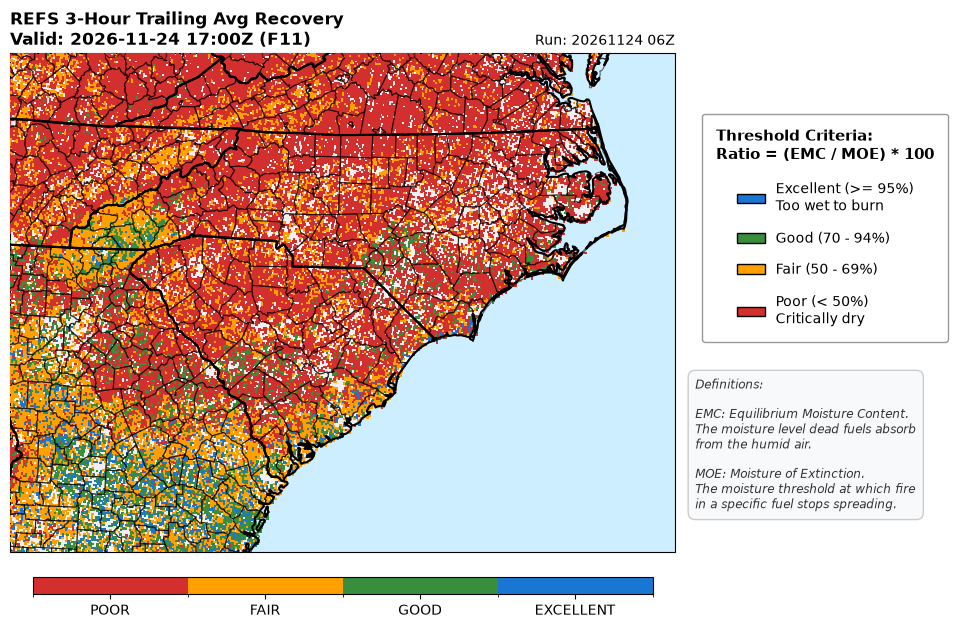 REFS 3-Hour Trailing Avg Recovery
Valid: 2026-11-24 17:00Z (F11)
Run: 20261124 06Z
Threshold Criteria:
Ratio = (EMC / MOE) * 100
Excellent (>= 95%)
Too wet to burn
Good (70 - 94%)
Fair (50 - 69%)
Poor (< 50%)
Critically dry
Definitions:
EMC: Equilibrium Moisture Content.
The moisture level dead fuels absorb
from the humid air.
MOE: Moisture of Extinction.
The moisture threshold at which fire
in a specific fuel stops spreading.
POOR
FAIR
GOOD
EXCELLENT